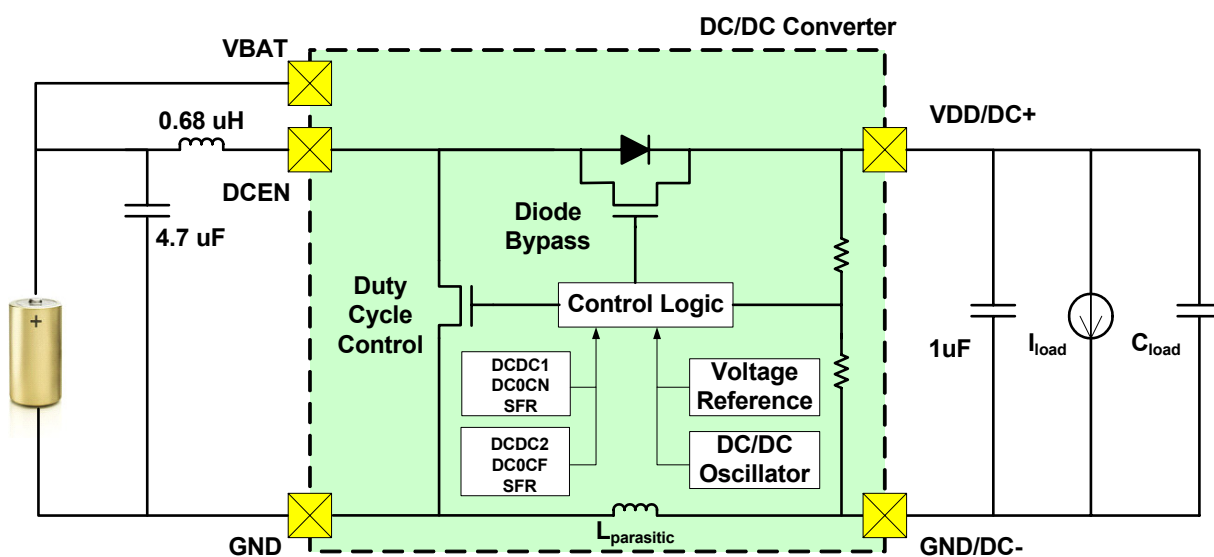 DC/DC Converter
VBAT
0.68 uH
VDD/DC+
DCEN
4.7 uF
Diode
Bypass
Duty
Cycle
Control
Control Logic
+
DCDC1
DC0CN
SFR
Voltage
Reference
1uF
Iload
Cload
DCDC2
DC0CF
SFR
DC/DC
Oscillator
Lparasitic
GND
GND/DC-